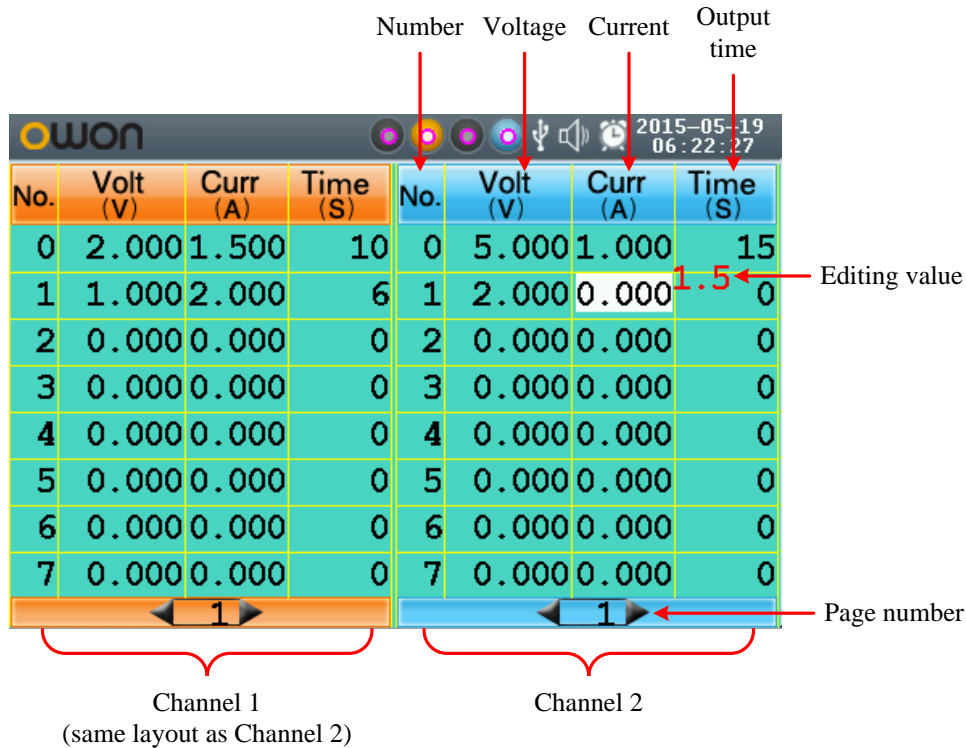 Number Voltage Current Output
time
owon 2015-05-19
06:22:27
No. Volt (V) Curr (A) Time (S) No. Volt (V) Curr (A) Time (S)
0 2.000 1.500 10 0 5.000 1.000 15
1.5 Editing value
1 1.000 2.000 6 1 2.000 0.000 0
2 0.000 0.000 0 2 0.000 0.000 0
3 0.000 0.000 0 3 0.000 0.000 0
4 0.000 0.000 0 4 0.000 0.000 0
5 0.000 0.000 0 5 0.000 0.000 0
6 0.000 0.000 0 6 0.000 0.000 0
7 0.000 0.000 0 7 0.000 0.000 0
1 1 Page number
Channel 1 Channel 2
(same layout as Channel 2)